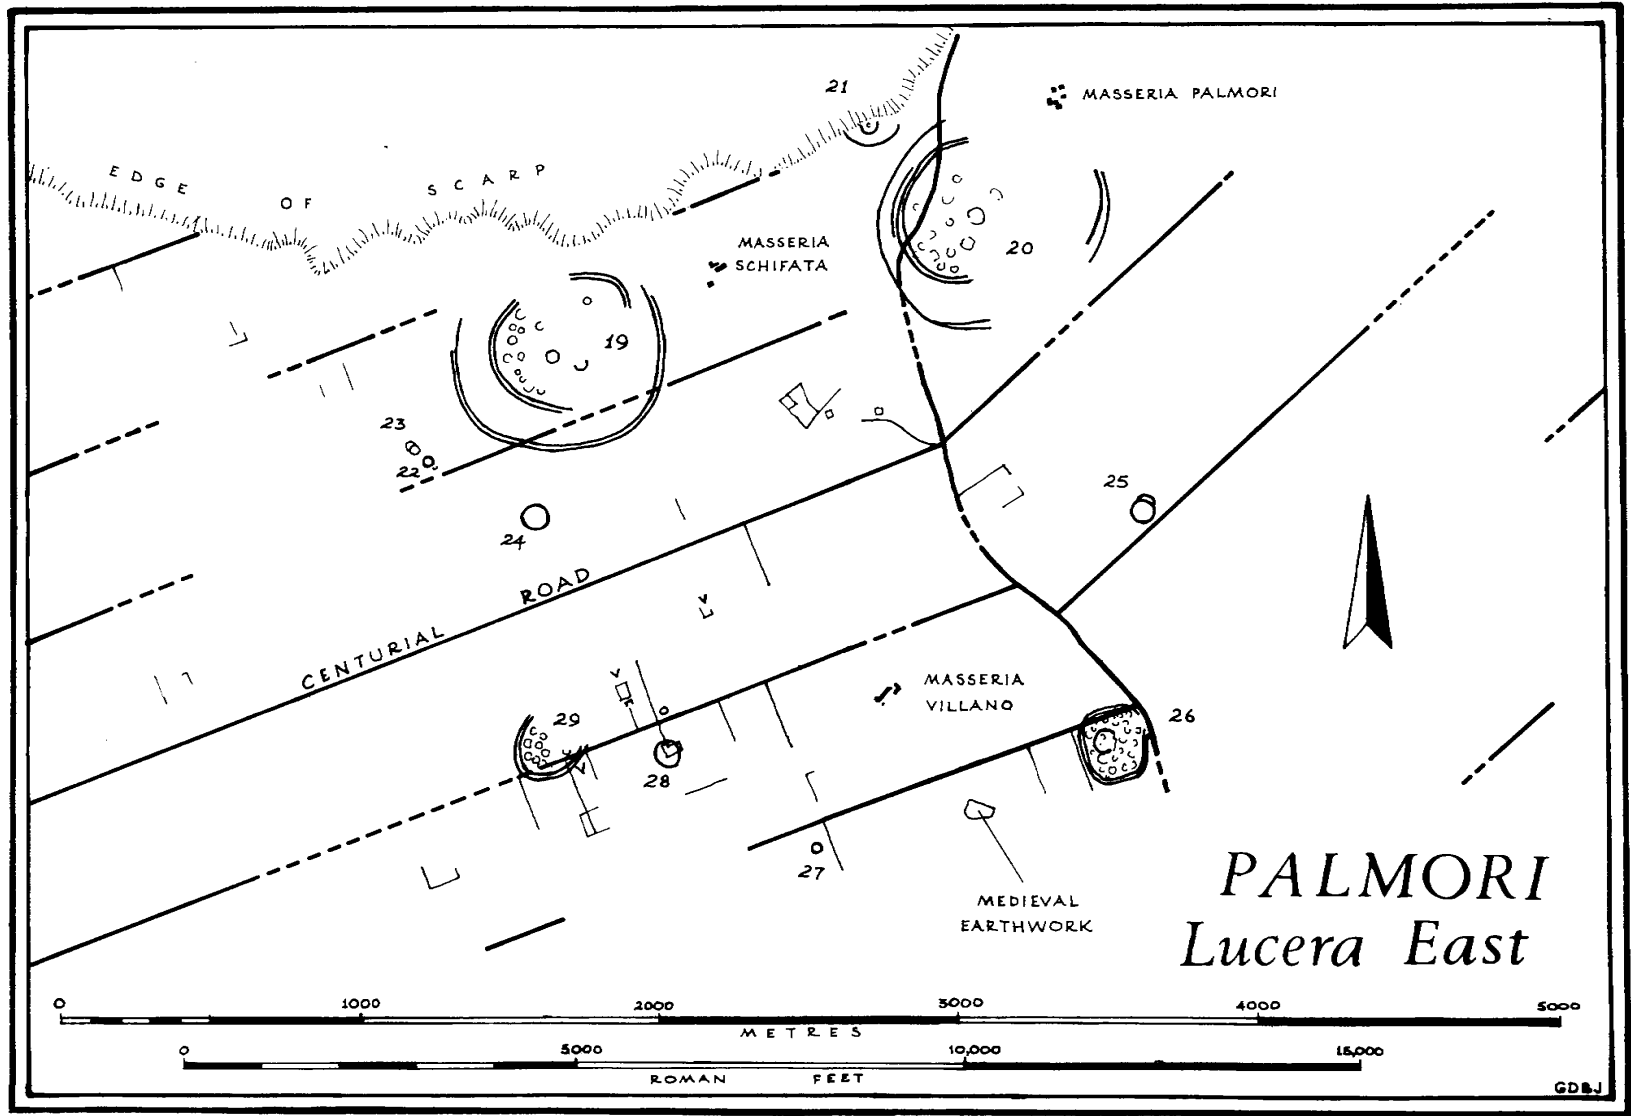 21
MASSERIA PALMORI
EDGE OF SCARP
MASSERIA
SCHIFATA
20
19
23
22
24
25
CENTURIAL ROAD
V
V
MASSERIA
VILLANO
29
26
28
V
27
MEDIEVAL
EARTHWORK
PALMORI
Lucera East
0 1000 2000 3000 4000 5000
METRES
0 5000 10,000 15,000
ROMAN FEET
GDBJ